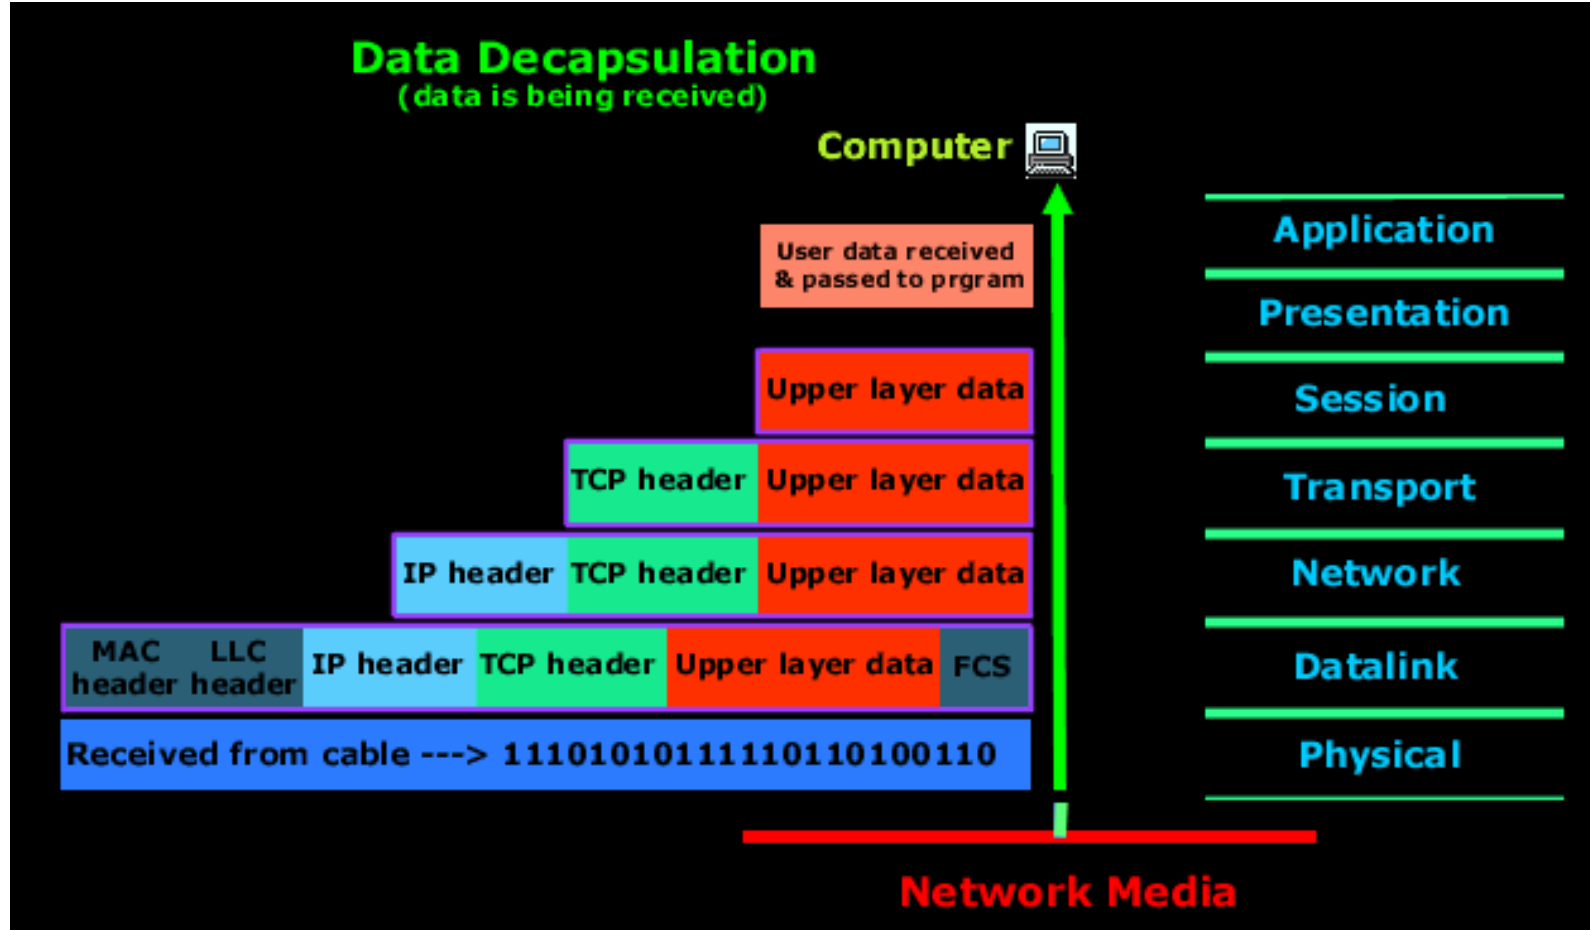 Data Decapsulation
(data is being received)
Computer
User data received
& passed to prgram
Upper layer data
TCP header Upper layer data
IP header TCP header Upper layer data
MAC header LLC header IP header TCP header Upper layer data FCS
Received from cable ---> 111010101111110110100110
Application
Presentation
Session
Transport
Network
Datalink
Physical
Network Media